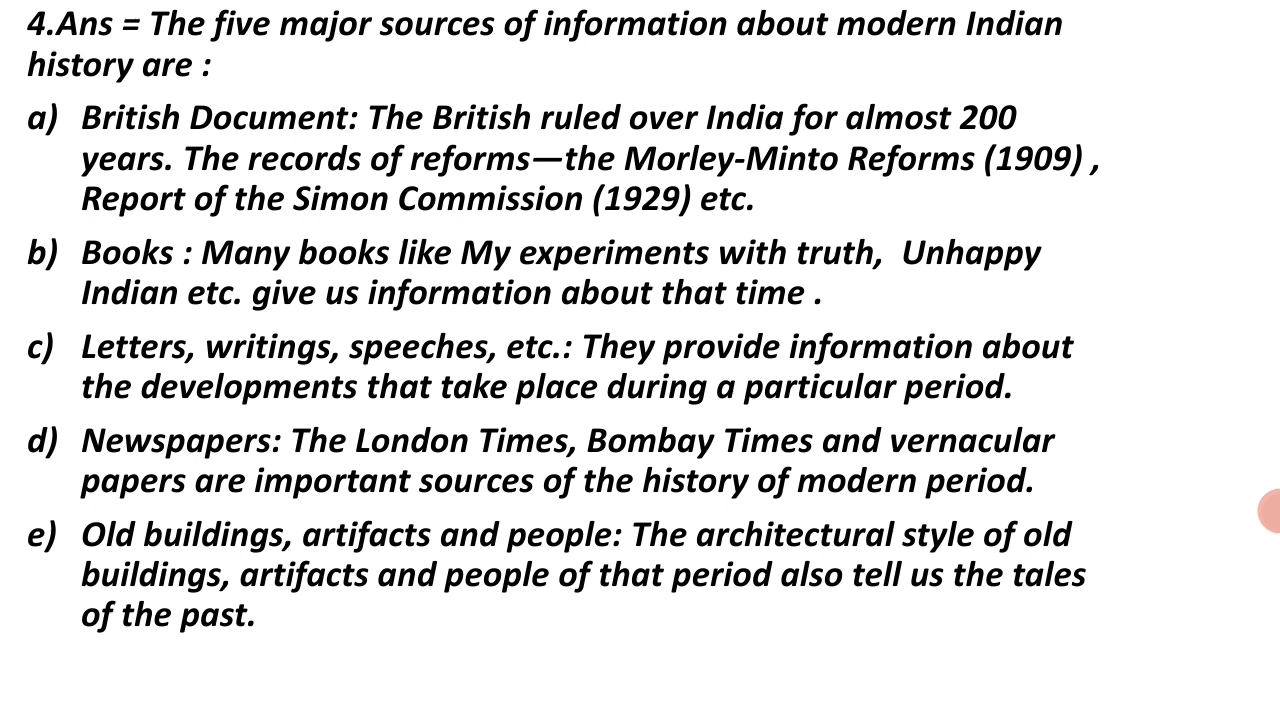 4.Ans = The five major sources of information about modern Indian
history are :
a) British Document: The British ruled over India for almost 200
years. The records of reforms—the Morley-Minto Reforms (1909) ,
Report of the Simon Commission (1929) etc.
b) Books : Many books like My experiments with truth,  Unhappy
Indian etc. give us information about that time .
c) Letters, writings, speeches, etc.: They provide information about
the developments that take place during a particular period.
d) Newspapers: The London Times, Bombay Times and vernacular
papers are important sources of the history of modern period.
e) Old buildings, artifacts and people: The architectural style of old
buildings, artifacts and people of that period also tell us the tales
of the past.